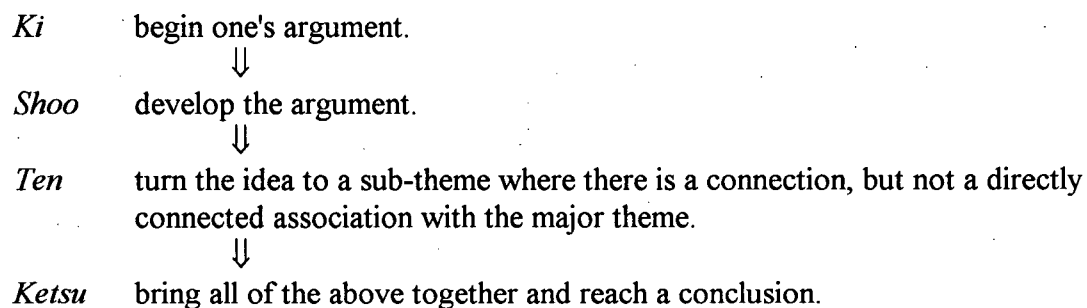 Ki begin one's argument.
⇓
Shoo develop the argument.
⇓
Ten turn the idea to a sub-theme where there is a connection, but not a directly
connected association with the major theme.
⇓
Ketsu bring all of the above together and reach a conclusion.